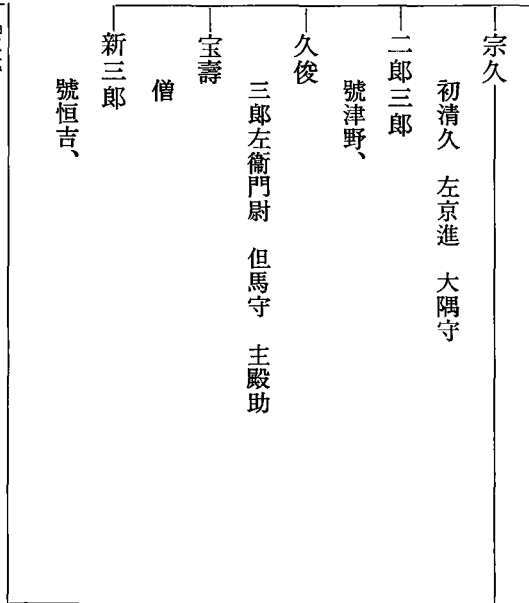 宗久
初清久　左京進　大隅守
二郎三郎
號津野、
久俊
三郎左衞門尉　但馬守　主殿助
宝壽
僧
新三郎
號恒吉、